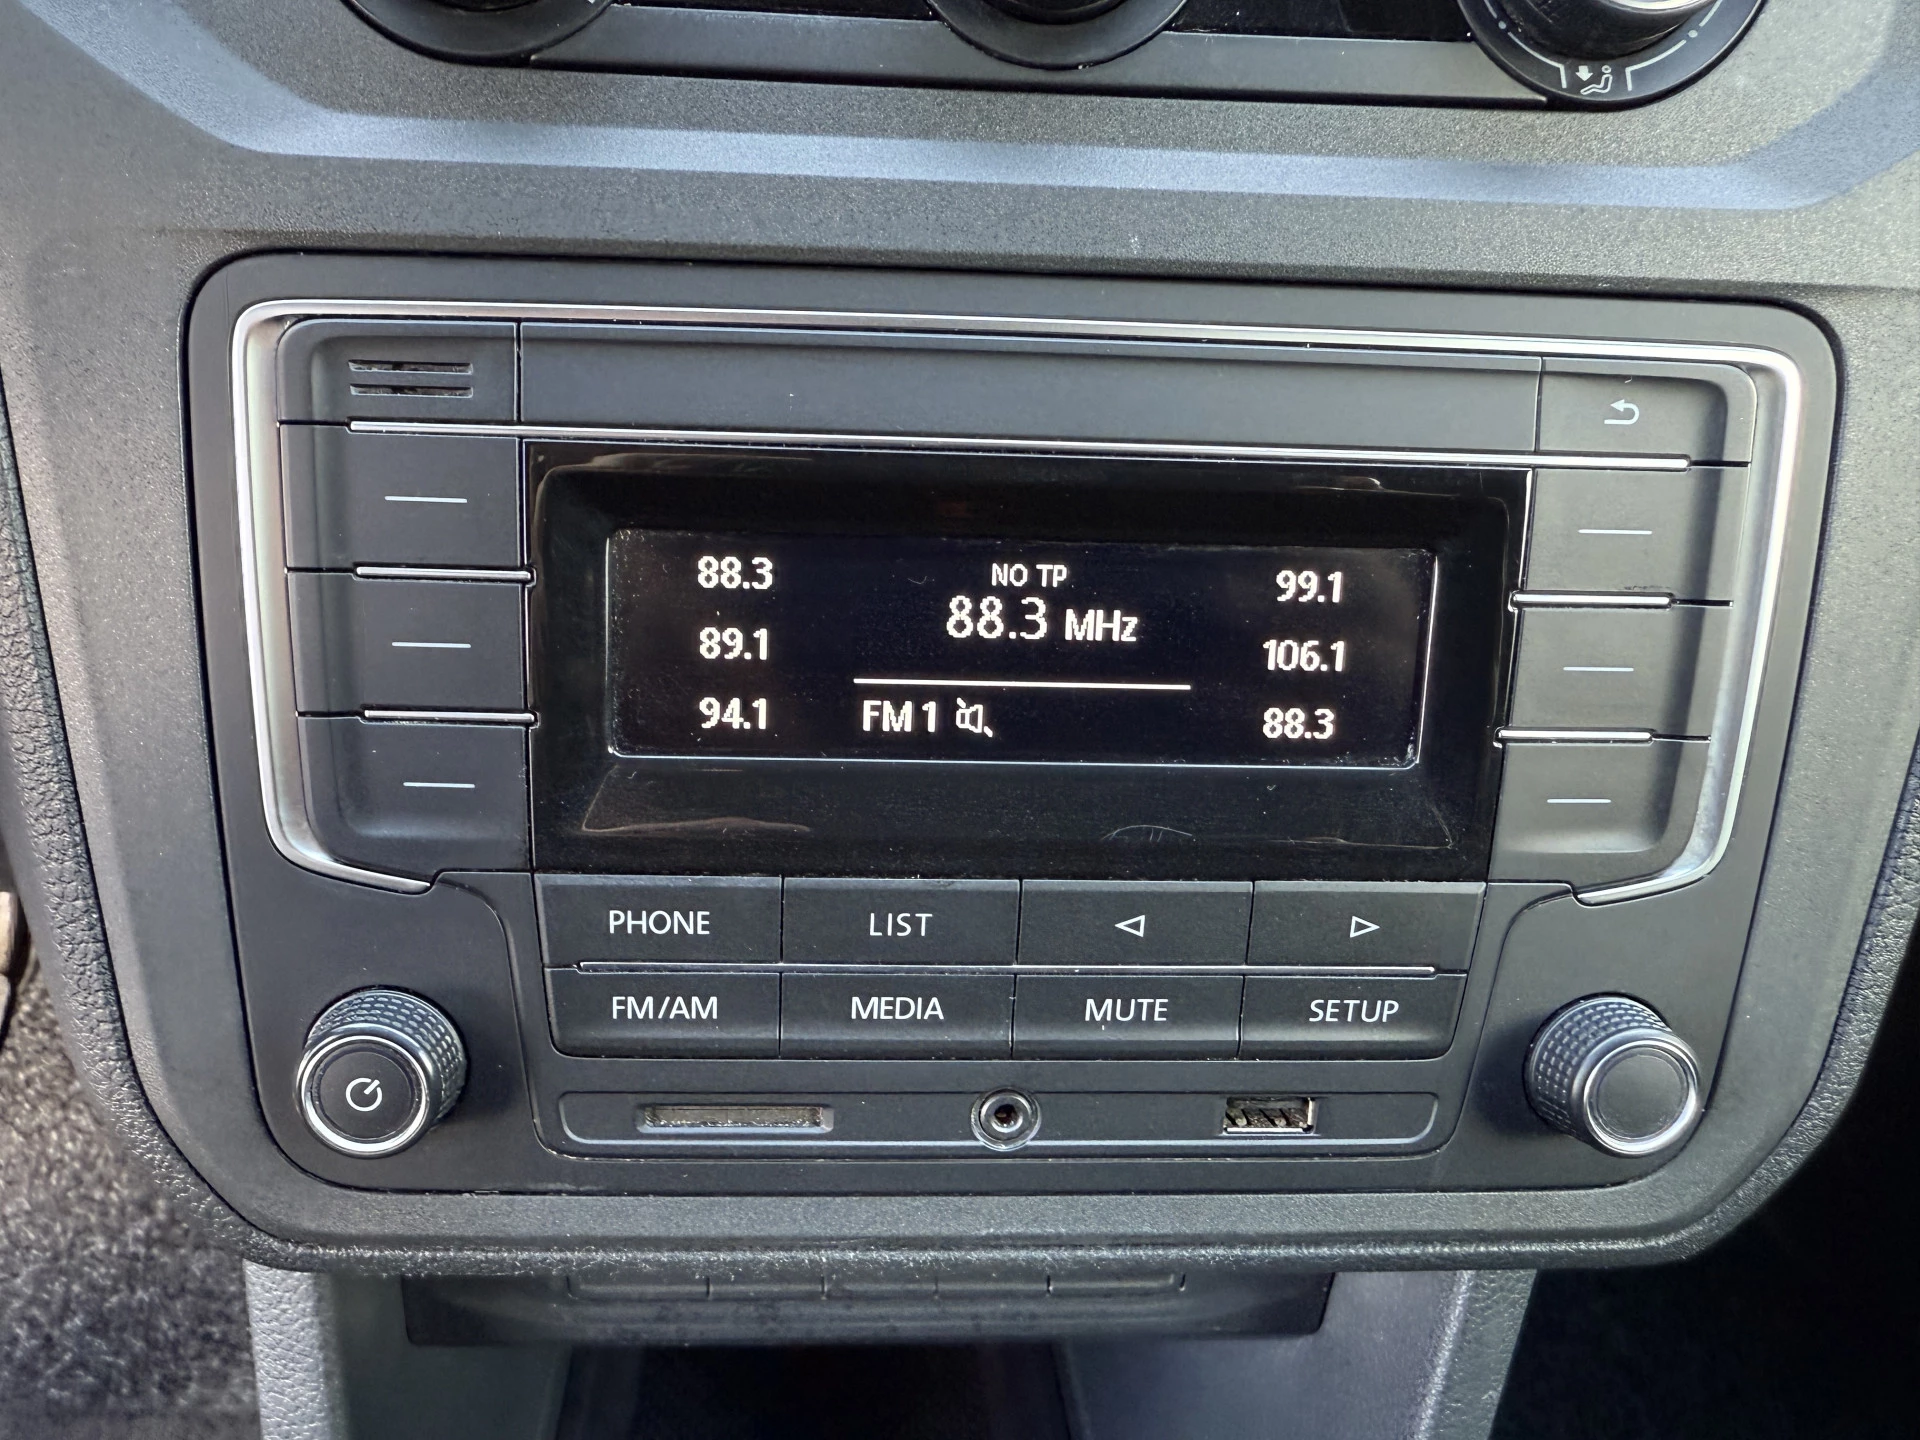 88.3
89.1
94.1
NO TP
88.3 MHz
FM 1
99.1
106.1
88.3
PHONE
LIST
FM/AM
MEDIA
MUTE
SETUP